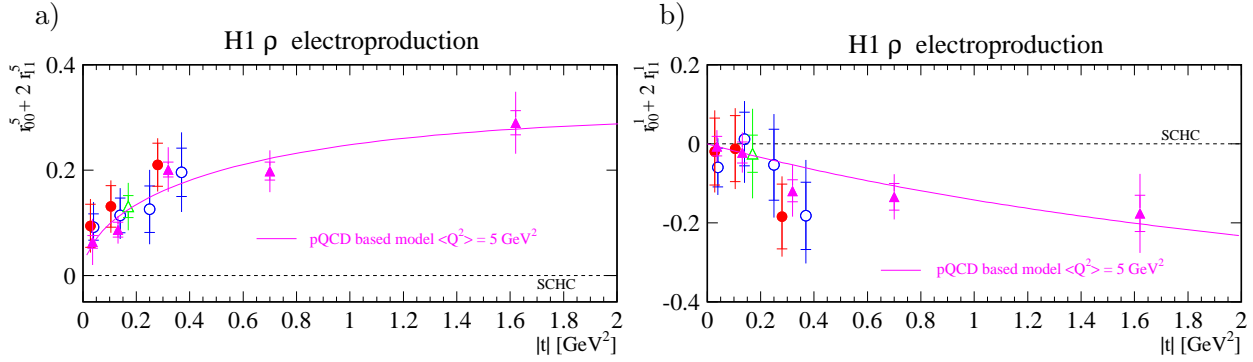 a)
H1 ρ electroproduction
r⁵₀₀ + 2 r⁵₁₁
0.4
0.2
0
pQCD based model <Q²> = 5 GeV²
SCHC
0 0.2 0.4 0.6 0.8 1 1.2 1.4 1.6 1.8 2
|t| [GeV²]
b)
H1 ρ electroproduction
r¹₀₀ + 2 r¹₁₁
0.2
0
-0.2
-0.4
SCHC
pQCD based model <Q²> = 5 GeV²
0 0.2 0.4 0.6 0.8 1 1.2 1.4 1.6 1.8 2
|t| [GeV²]